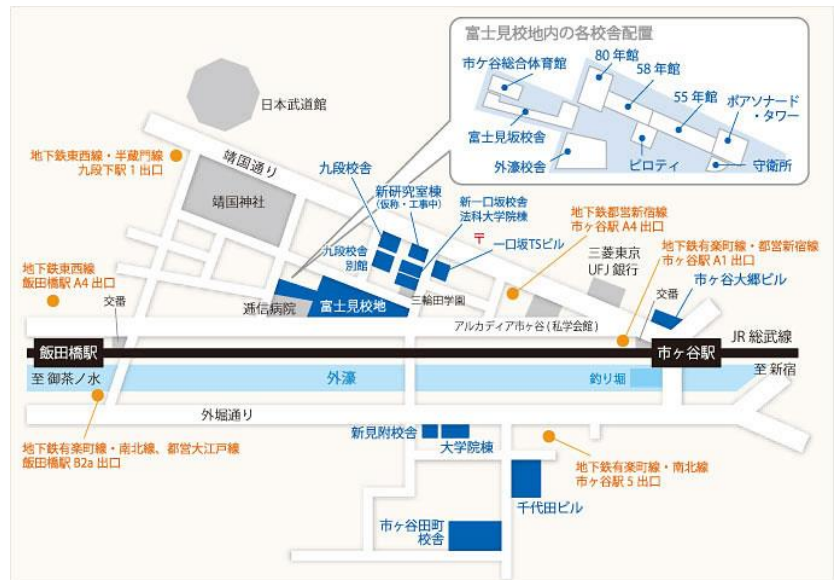 富士見校地内の各校舎配置
80 年館
市ケ谷総合体育館
58 年館
55 年館
ボアソナード
・タワー
富士見坂校舎
外濠校舎
ピロティ
守衛所
日本武道館
地下鉄東西線・半蔵門線
九段下駅 1 出口
靖国通り
靖国神社
九段校舎
新研究室棟
(仮称・工事中)
新一口坂校舎
法科大学院棟
〒
一口坂TSビル
地下鉄都営新宿線
市ヶ谷駅 A4 出口
三菱東京
UFJ 銀行
地下鉄有楽町線・都営新宿線
市ヶ谷駅 A1 出口
九段校舎
別館
地下鉄東西線
飯田橋駅 A4 出口
市ケ谷大郷ビル
交番
逓信病院
富士見校地
三輪田学園
交番
アルカディア市ヶ谷 ( 私学会館 )
JR 総武線
飯田橋駅
市ヶ谷駅
至 御茶ノ水
外濠
釣り堀
至 新宿
外堀通り
地下鉄有楽町線・南北線、都営大江戸線
飯田橋駅 B2a 出口
新見附校舎
大学院棟
地下鉄有楽町線・南北線
市ヶ谷駅 5 出口
千代田ビル
市ケ谷田町
校舎